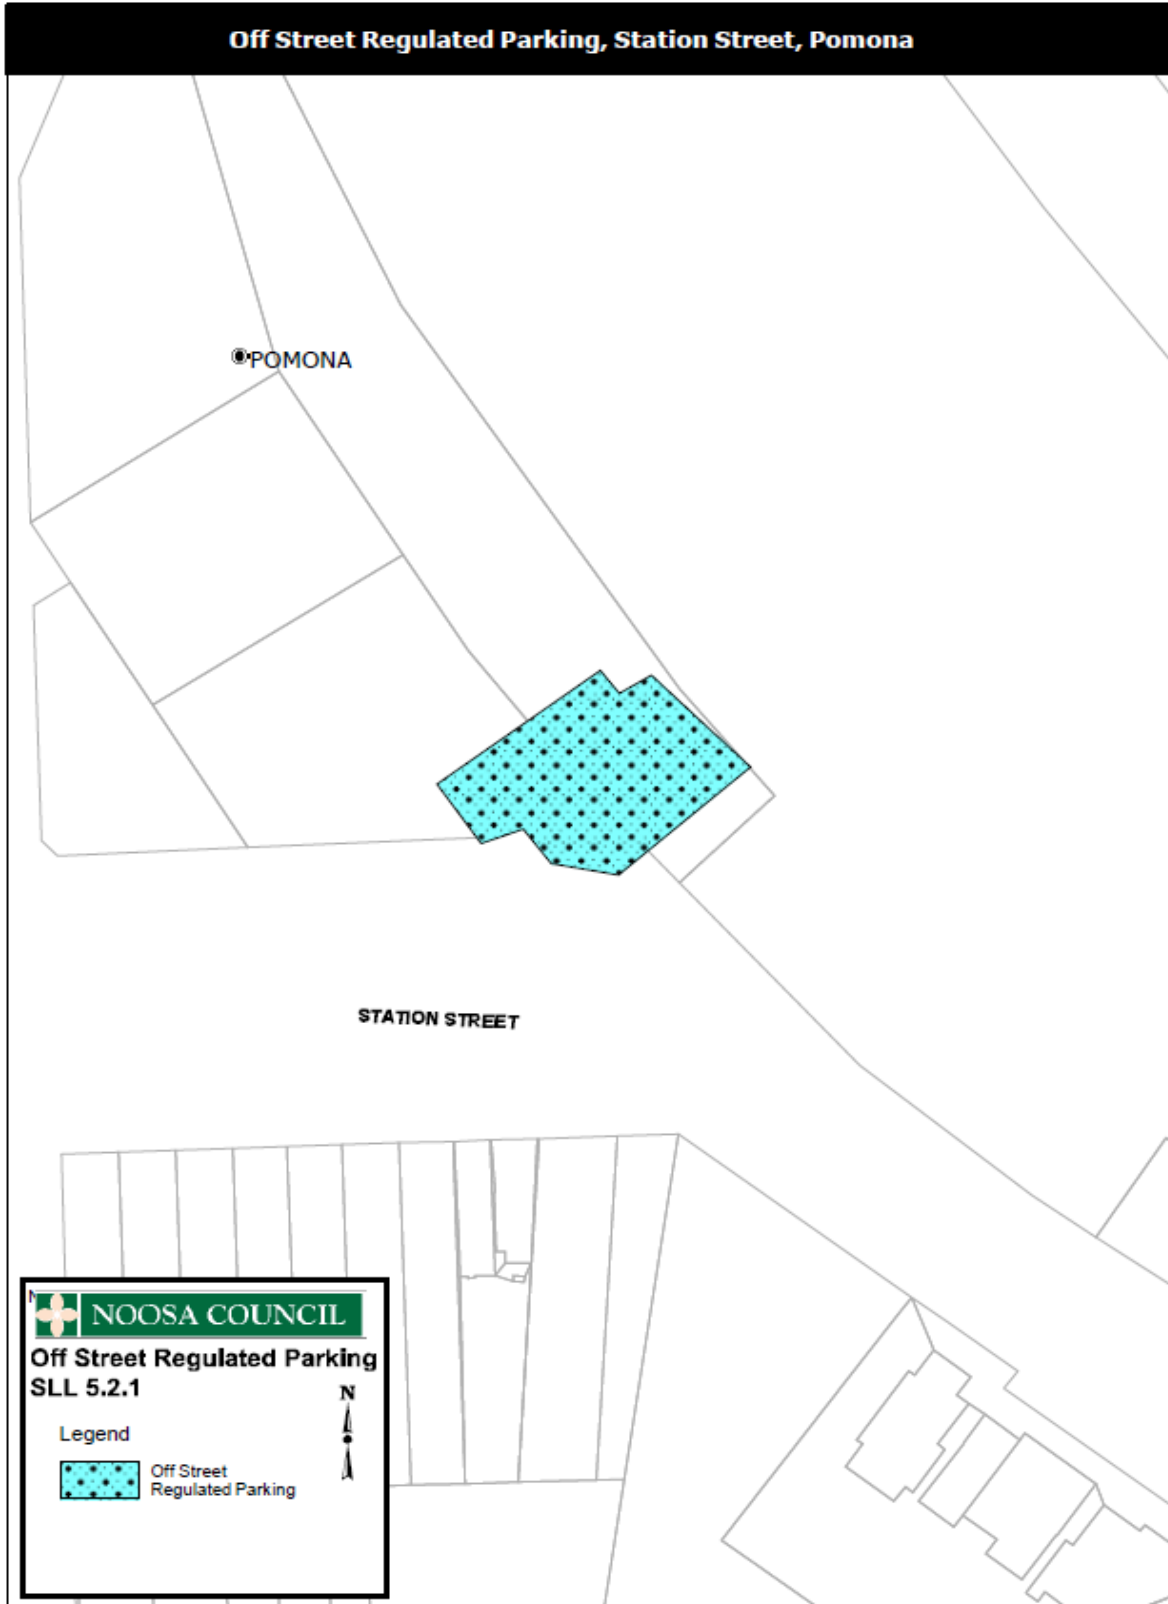 Off Street Regulated Parking, Station Street, Pomona
POMONA
STATION STREET
NOOSA COUNCIL
Off Street Regulated Parking
SLL 5.2.1
N
Legend
Off Street
Regulated Parking